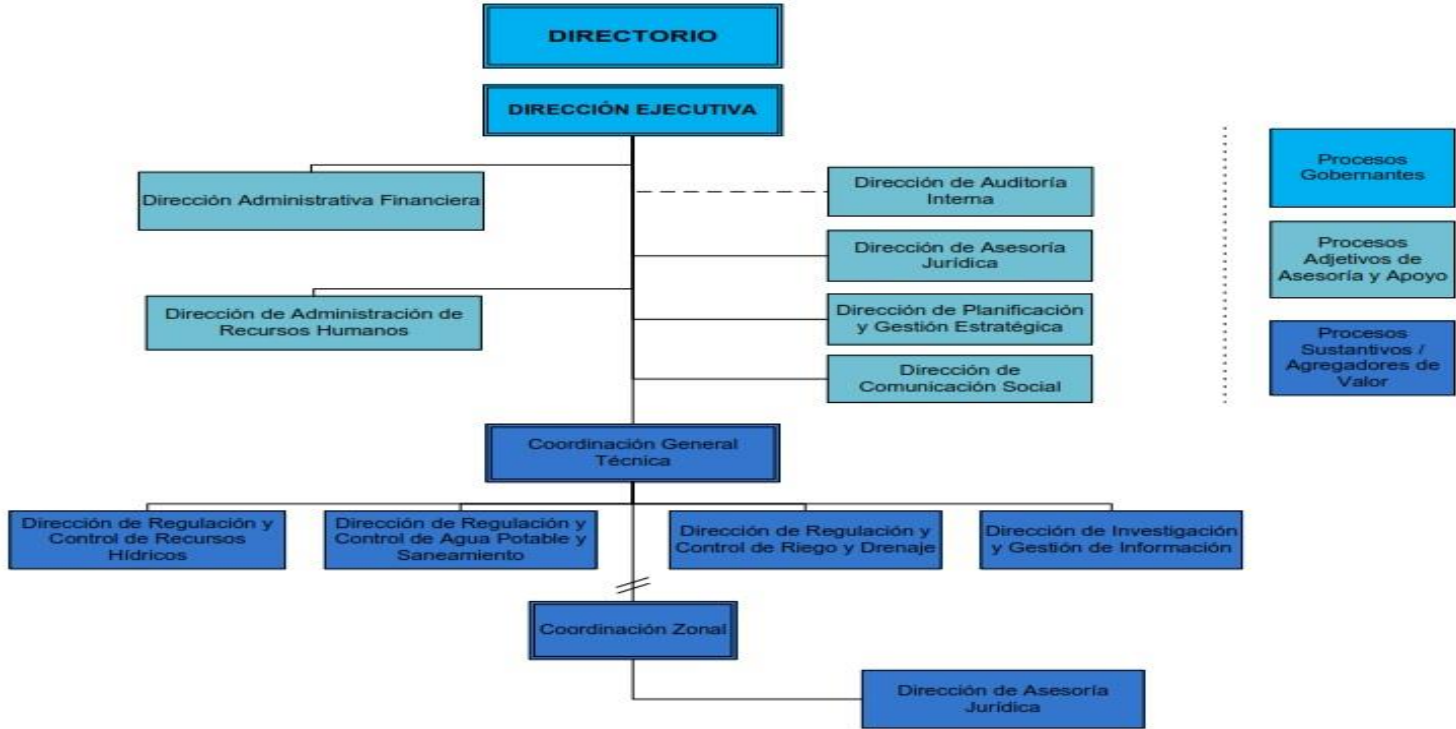 DIRECTORIO
DIRECCIÓN EJECUTIVA
Dirección Administrativa Financiera
Dirección de Administración de
Recursos Humanos
Dirección de Auditoría
Interna
Dirección de Asesoría
Jurídica
Dirección de Planificación
y Gestión Estratégica
Dirección de
Comunicación Social
Procesos
Gobernantes
Procesos
Adjetivos de
Asesoría y Apoyo
Procesos
Sustantivos /
Agregadores de
Valor
Coordinación General
Técnica
Dirección de Regulación y
Control de Recursos
Hídricos
Dirección de Regulación y
Control de Agua Potable y
Saneamiento
Dirección de Regulación y
Control de Riego y Drenaje
Dirección de Investigación
y Gestión de Información
Coordinación Zonal
Dirección de Asesoría
Jurídica